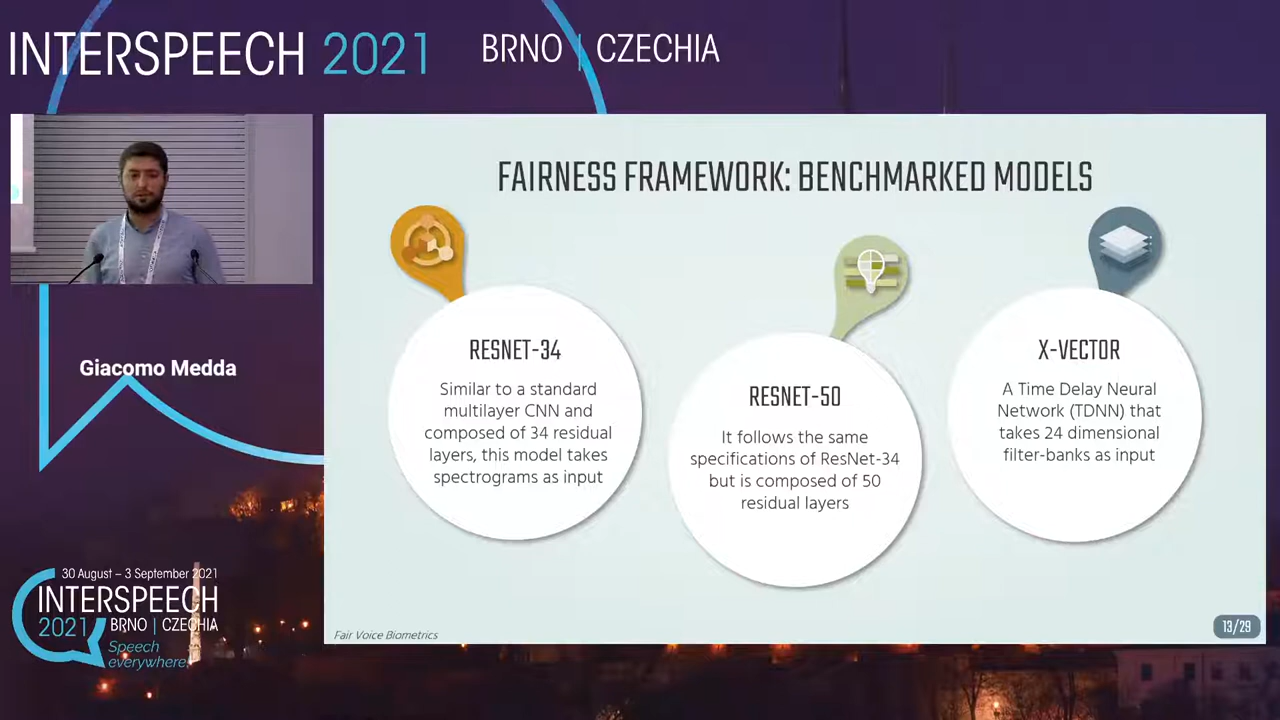 INTERSPEECH 2021
BRNO | CZECHIA
FAIRNESS FRAMEWORK: BENCHMARKED MODELS
RESNET-34
Similar to a standard
multilayer CNN and
composed of 34 residual
layers, this model takes
spectrograms as input
RESNET-50
It follows the same
specifications of ResNet-34
but is composed of 50
residual layers
X-VECTOR
A Time Delay Neural
Network (TDNN) that
takes 24 dimensional
filter-banks as input
Giacomo Medda
30 August – 3 September 2021
INTERSPEECH
2021 BRNO | CZECHIA
Speech
everywhere!
Fair Voice Biometrics
13/29